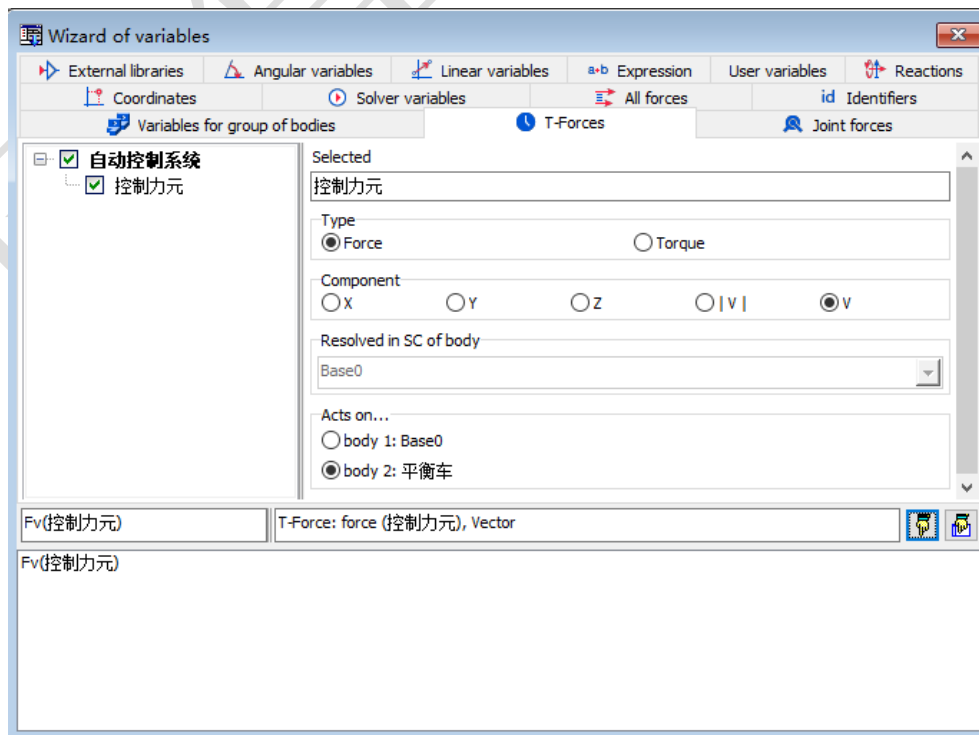 Wizard of variables
External libraries Angular variables Linear variables a+b Expression User variables Reactions
Coordinates Solver variables All forces id Identifiers
Variables for group of bodies T-Forces Joint forces
自动控制系统
控制力元
Selected
控制力元
Type
Force Torque
Component
X Y Z | V | V
Resolved in SC of body
Base0
Acts on...
body 1: Base0
body 2: 平衡车
Fv(控制力元) T-Force: force (控制力元), Vector
Fv(控制力元)